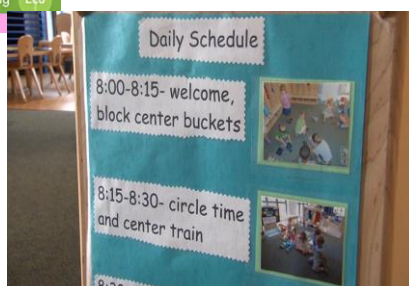 Daily Schedule
8:00-8:15- welcome,
block center buckets
8:15-8:30- circle time
and center train